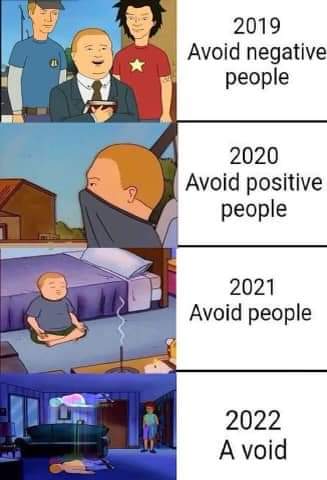 2019
Avoid negative
people
2020
Avoid positive
people
2021
Avoid people
2022
A void